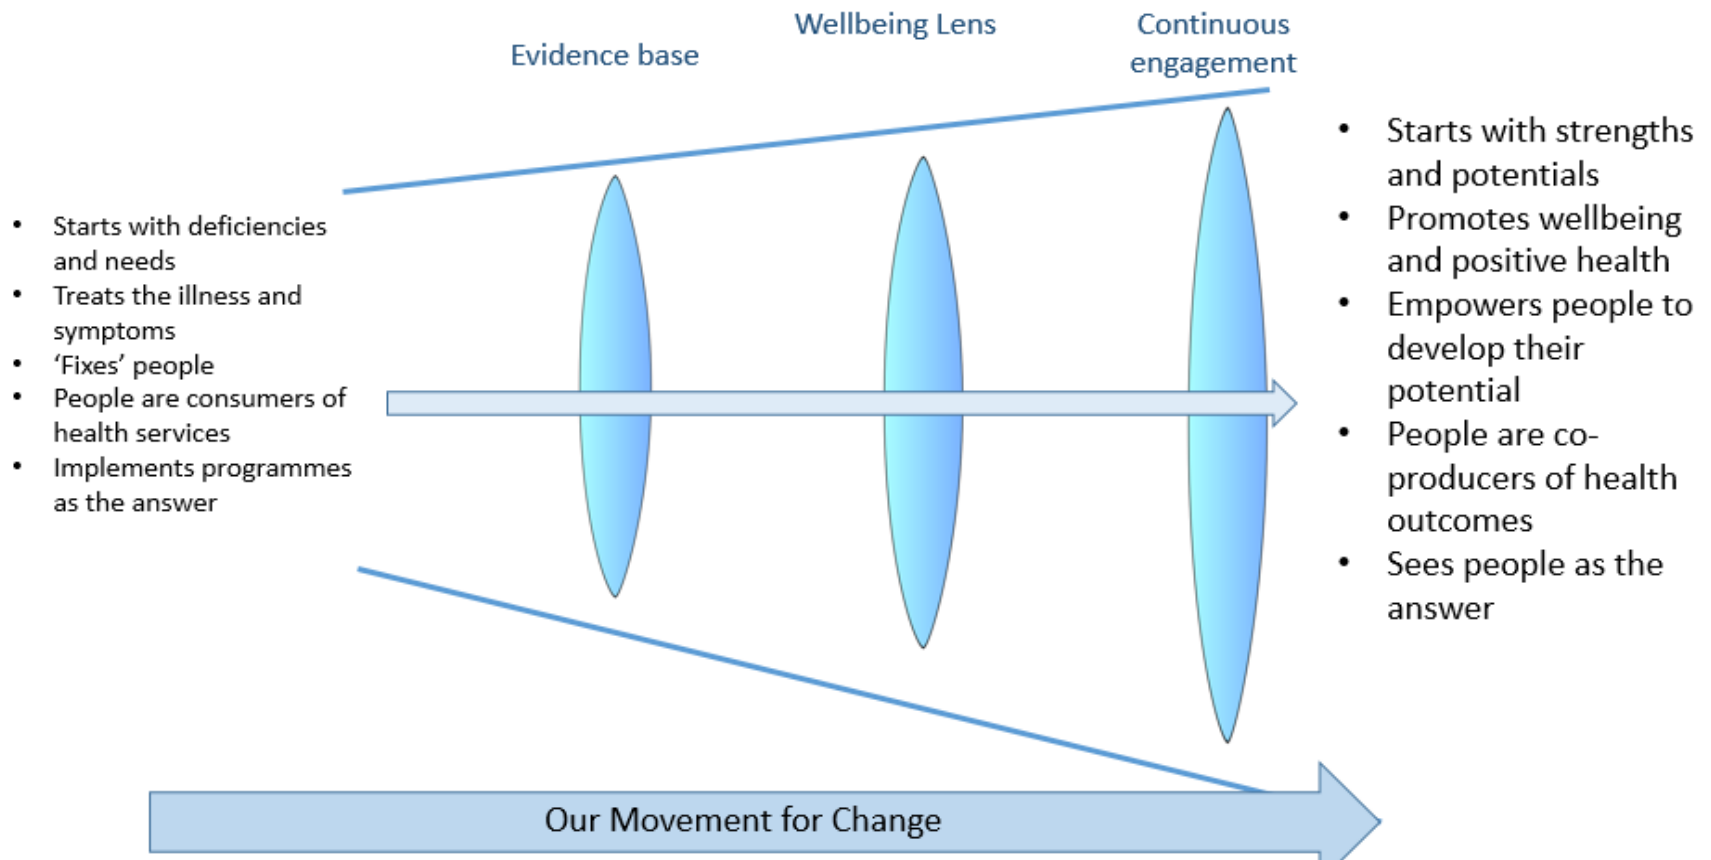 Evidence base
Wellbeing Lens
Continuous
engagement
• Starts with deficiencies
and needs
• Treats the illness and
symptoms
• ‘Fixes’ people
• People are consumers of
health services
• Implements programmes
as the answer
• Starts with strengths
and potentials
• Promotes wellbeing
and positive health
• Empowers people to
develop their
potential
• People are co-
producers of health
outcomes
• Sees people as the
answer
Our Movement for Change